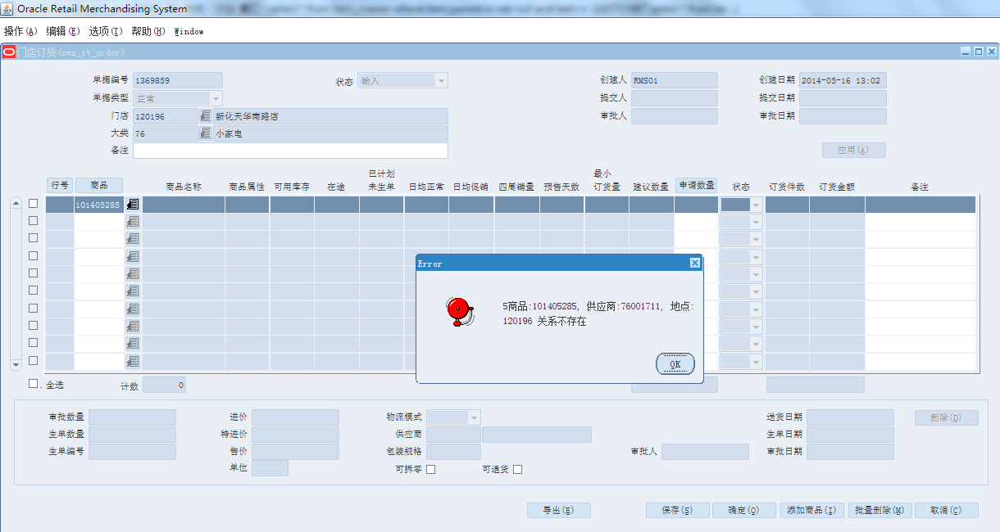 Oracle Retail Merchandising System
操作(A) 编辑(E) 选项(I) 帮助(H) Window
门店订货(cmx_st_order)
单据编号 1369859 状态 输入 创建人 RMS01 创建日期 2014-05-16 13:02
单据类型 正常 提交人 提交日期
门店 120196 新化天华南路店 审批人 审批日期
大类 76 小家电
备注 应用(A)
行号 商品 商品名称 商品属性 可用库存 在途 已计划未生单 日均正常 日均促销 四周销量 预售天数 最小订货量 建议数量 申请数量 状态 订货件数 订货金额 备注
101405285
Error
5商品:101405285, 供应商:76001711, 地点:
120196 关系不存在
OK
全选 计数 0
审批数量 进价 物流模式 送货日期 删除(D)
生单数量 特进价 供应商 生单日期
生单编号 售价 包装规格 审批人 审批日期
单位 可拆零 可退货
导出(E) 保存(S) 确定(O) 添加商品(I) 批量删除(M) 取消(C)